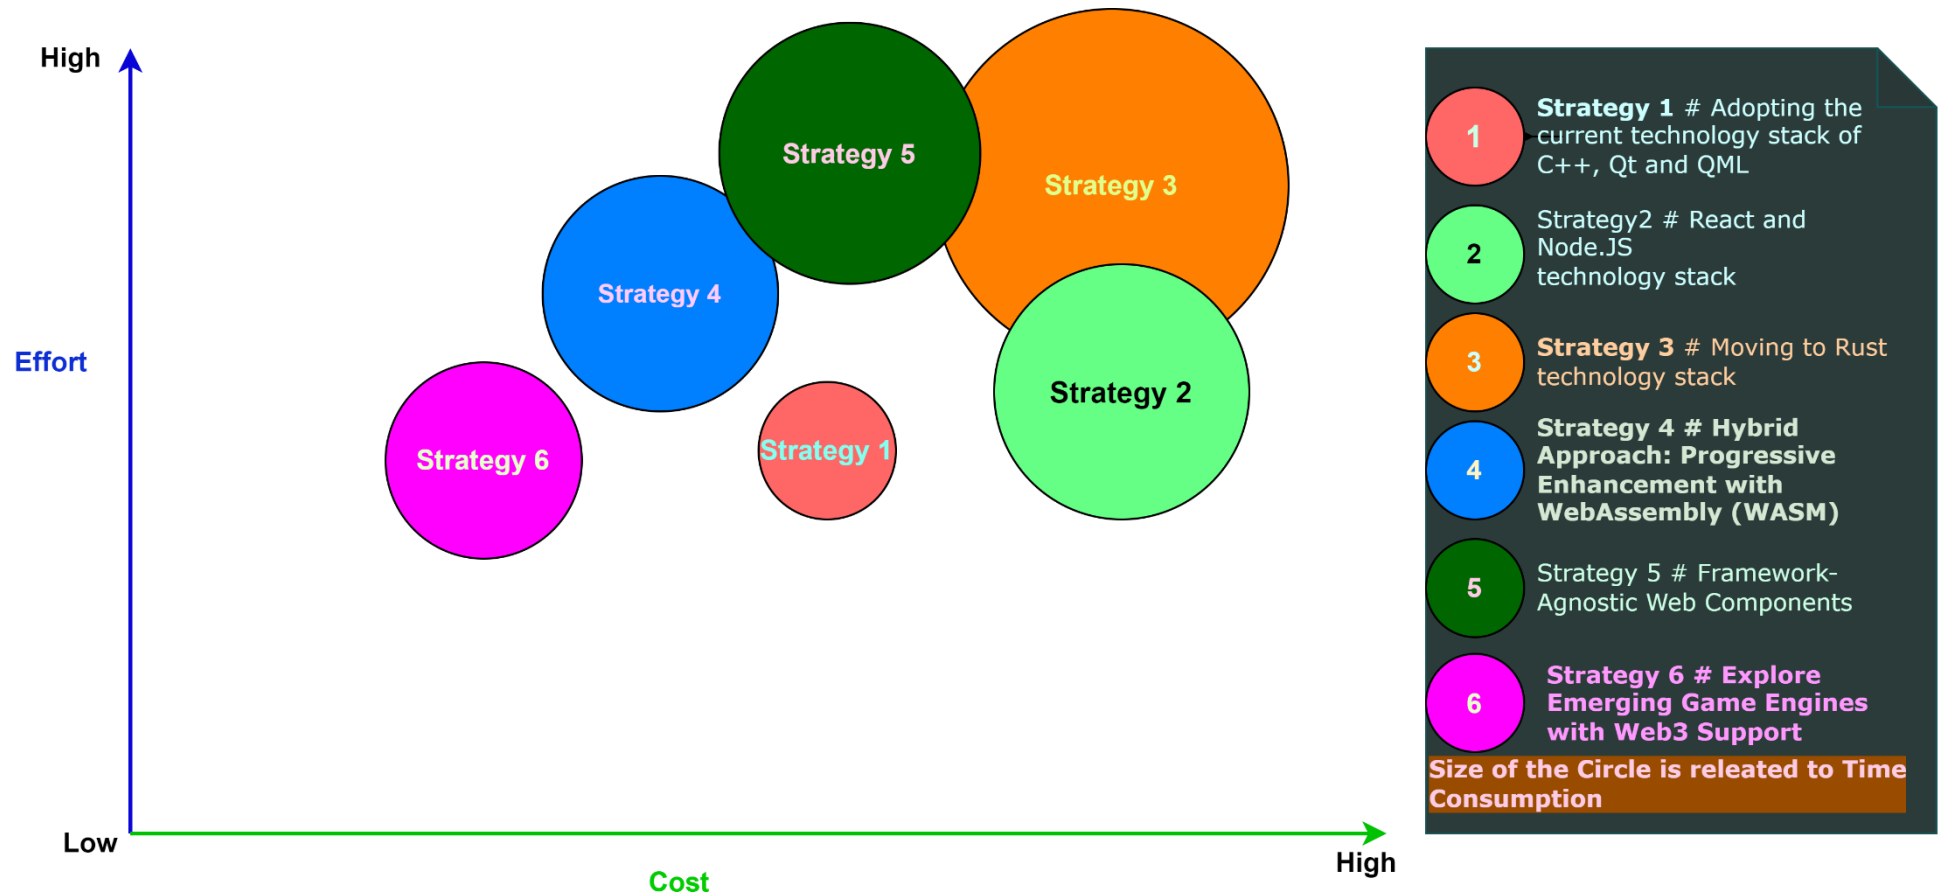 High
Effort
Low
Cost
High
Strategy 5
Strategy 3
Strategy 4
Strategy 2
Strategy 1
Strategy 6
1
Strategy 1 # Adopting the
current technology stack of
C++, Qt and QML
2
Strategy2 # React and
Node.JS
technology stack
3
Strategy 3 # Moving to Rust
technology stack
4
Strategy 4 # Hybrid
Approach: Progressive
Enhancement with
WebAssembly (WASM)
5
Strategy 5 # Framework-
Agnostic Web Components
6
Strategy 6 # Explore
Emerging Game Engines
with Web3 Support
Size of the Circle is releated to Time
Consumption